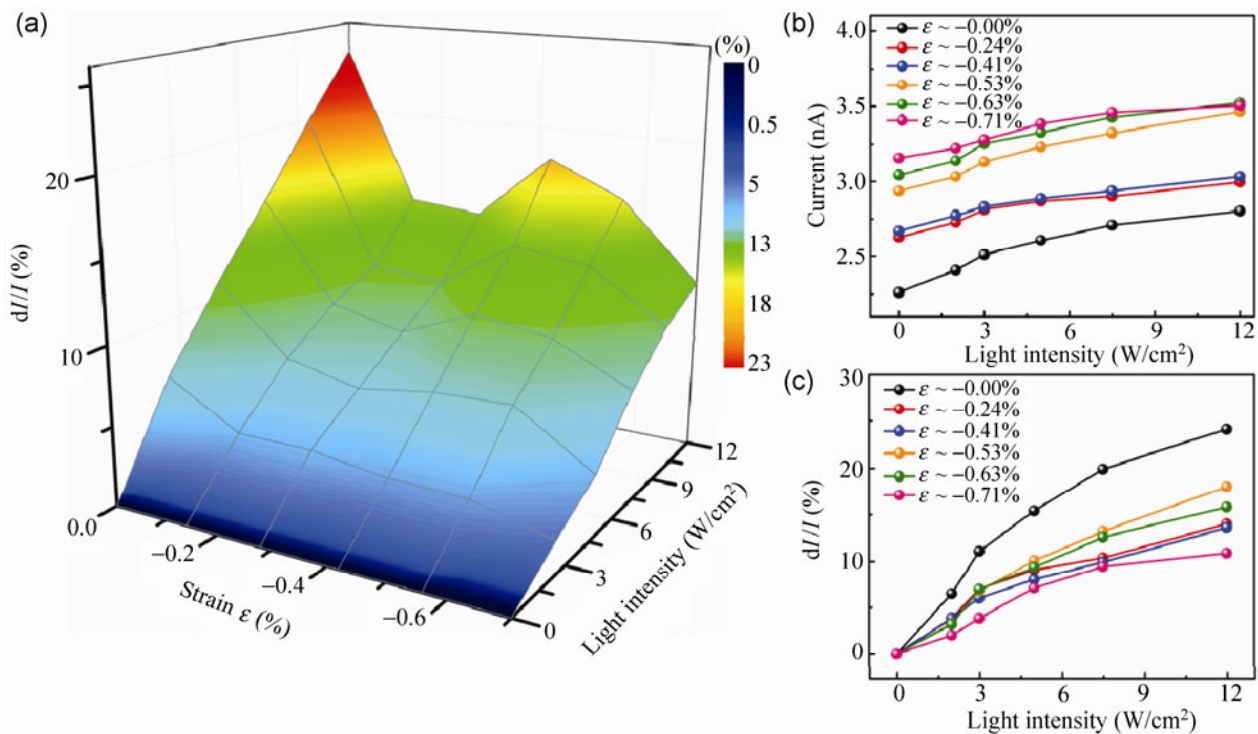 (a)
(%)
0
0.5
5
13
18
23
20
10
dI/I (%)
0.0
−0.2
−0.4
−0.6
Strain ε (%)
0
3
6
9
12
Light intensity (W/cm²)
(b)
ε ~ −0.00%
ε ~ −0.24%
ε ~ −0.41%
ε ~ −0.53%
ε ~ −0.63%
ε ~ −0.71%
4.0
3.5
3.0
2.5
Current (nA)
0 3 6 9 12
Light intensity (W/cm²)
(c)
ε ~ −0.00%
ε ~ −0.24%
ε ~ −0.41%
ε ~ −0.53%
ε ~ −0.63%
ε ~ −0.71%
30
20
10
0
dI/I (%)
0 3 6 9 12
Light intensity (W/cm²)